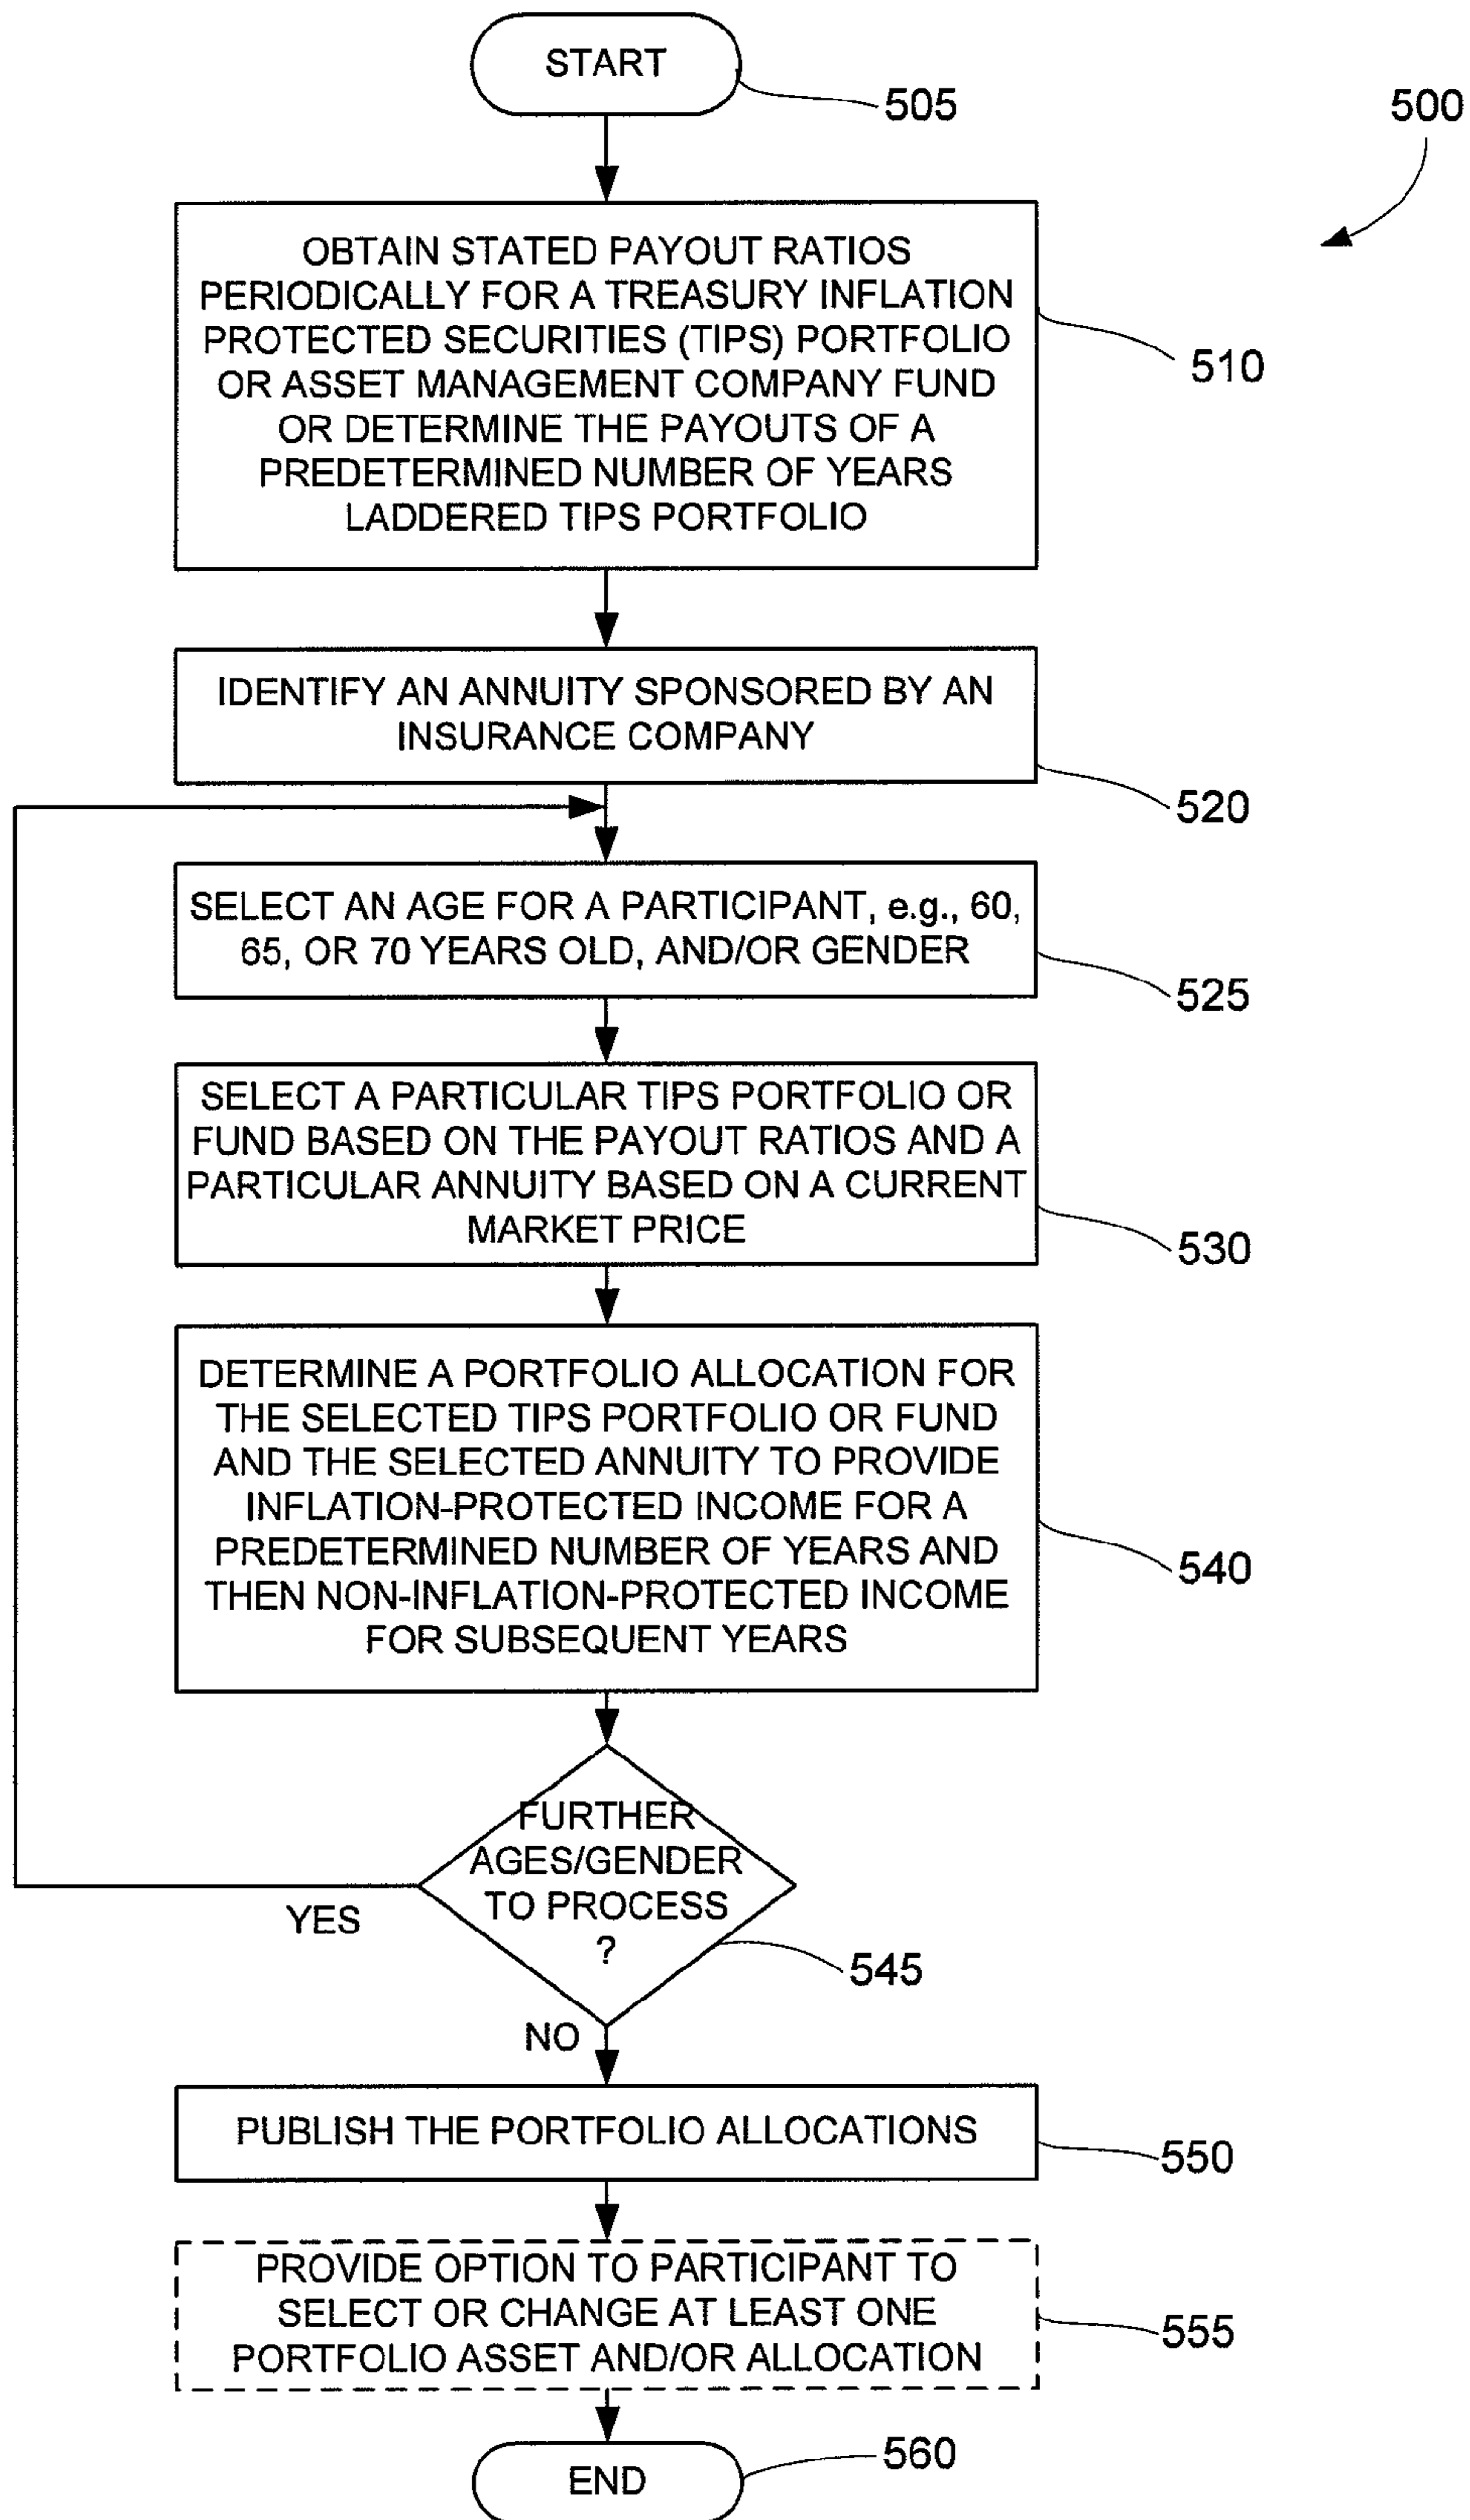 START
505
500
OBTAIN STATED PAYOUT RATIOS
PERIODICALLY FOR A TREASURY INFLATION
PROTECTED SECURITIES (TIPS) PORTFOLIO
OR ASSET MANAGEMENT COMPANY FUND
OR DETERMINE THE PAYOUTS OF A
PREDETERMINED NUMBER OF YEARS
LADDERED TIPS PORTFOLIO
510
IDENTIFY AN ANNUITY SPONSORED BY AN
INSURANCE COMPANY
520
SELECT AN AGE FOR A PARTICIPANT, e.g., 60,
65, OR 70 YEARS OLD, AND/OR GENDER
525
SELECT A PARTICULAR TIPS PORTFOLIO OR
FUND BASED ON THE PAYOUT RATIOS AND A
PARTICULAR ANNUITY BASED ON A CURRENT
MARKET PRICE
530
DETERMINE A PORTFOLIO ALLOCATION FOR
THE SELECTED TIPS PORTFOLIO OR FUND
AND THE SELECTED ANNUITY TO PROVIDE
INFLATION-PROTECTED INCOME FOR A
PREDETERMINED NUMBER OF YEARS AND
THEN NON-INFLATION-PROTECTED INCOME
FOR SUBSEQUENT YEARS
540
FURTHER
AGES/GENDER
TO PROCESS
?
YES
545
NO
PUBLISH THE PORTFOLIO ALLOCATIONS
550
PROVIDE OPTION TO PARTICIPANT TO
SELECT OR CHANGE AT LEAST ONE
PORTFOLIO ASSET AND/OR ALLOCATION
555
END
560